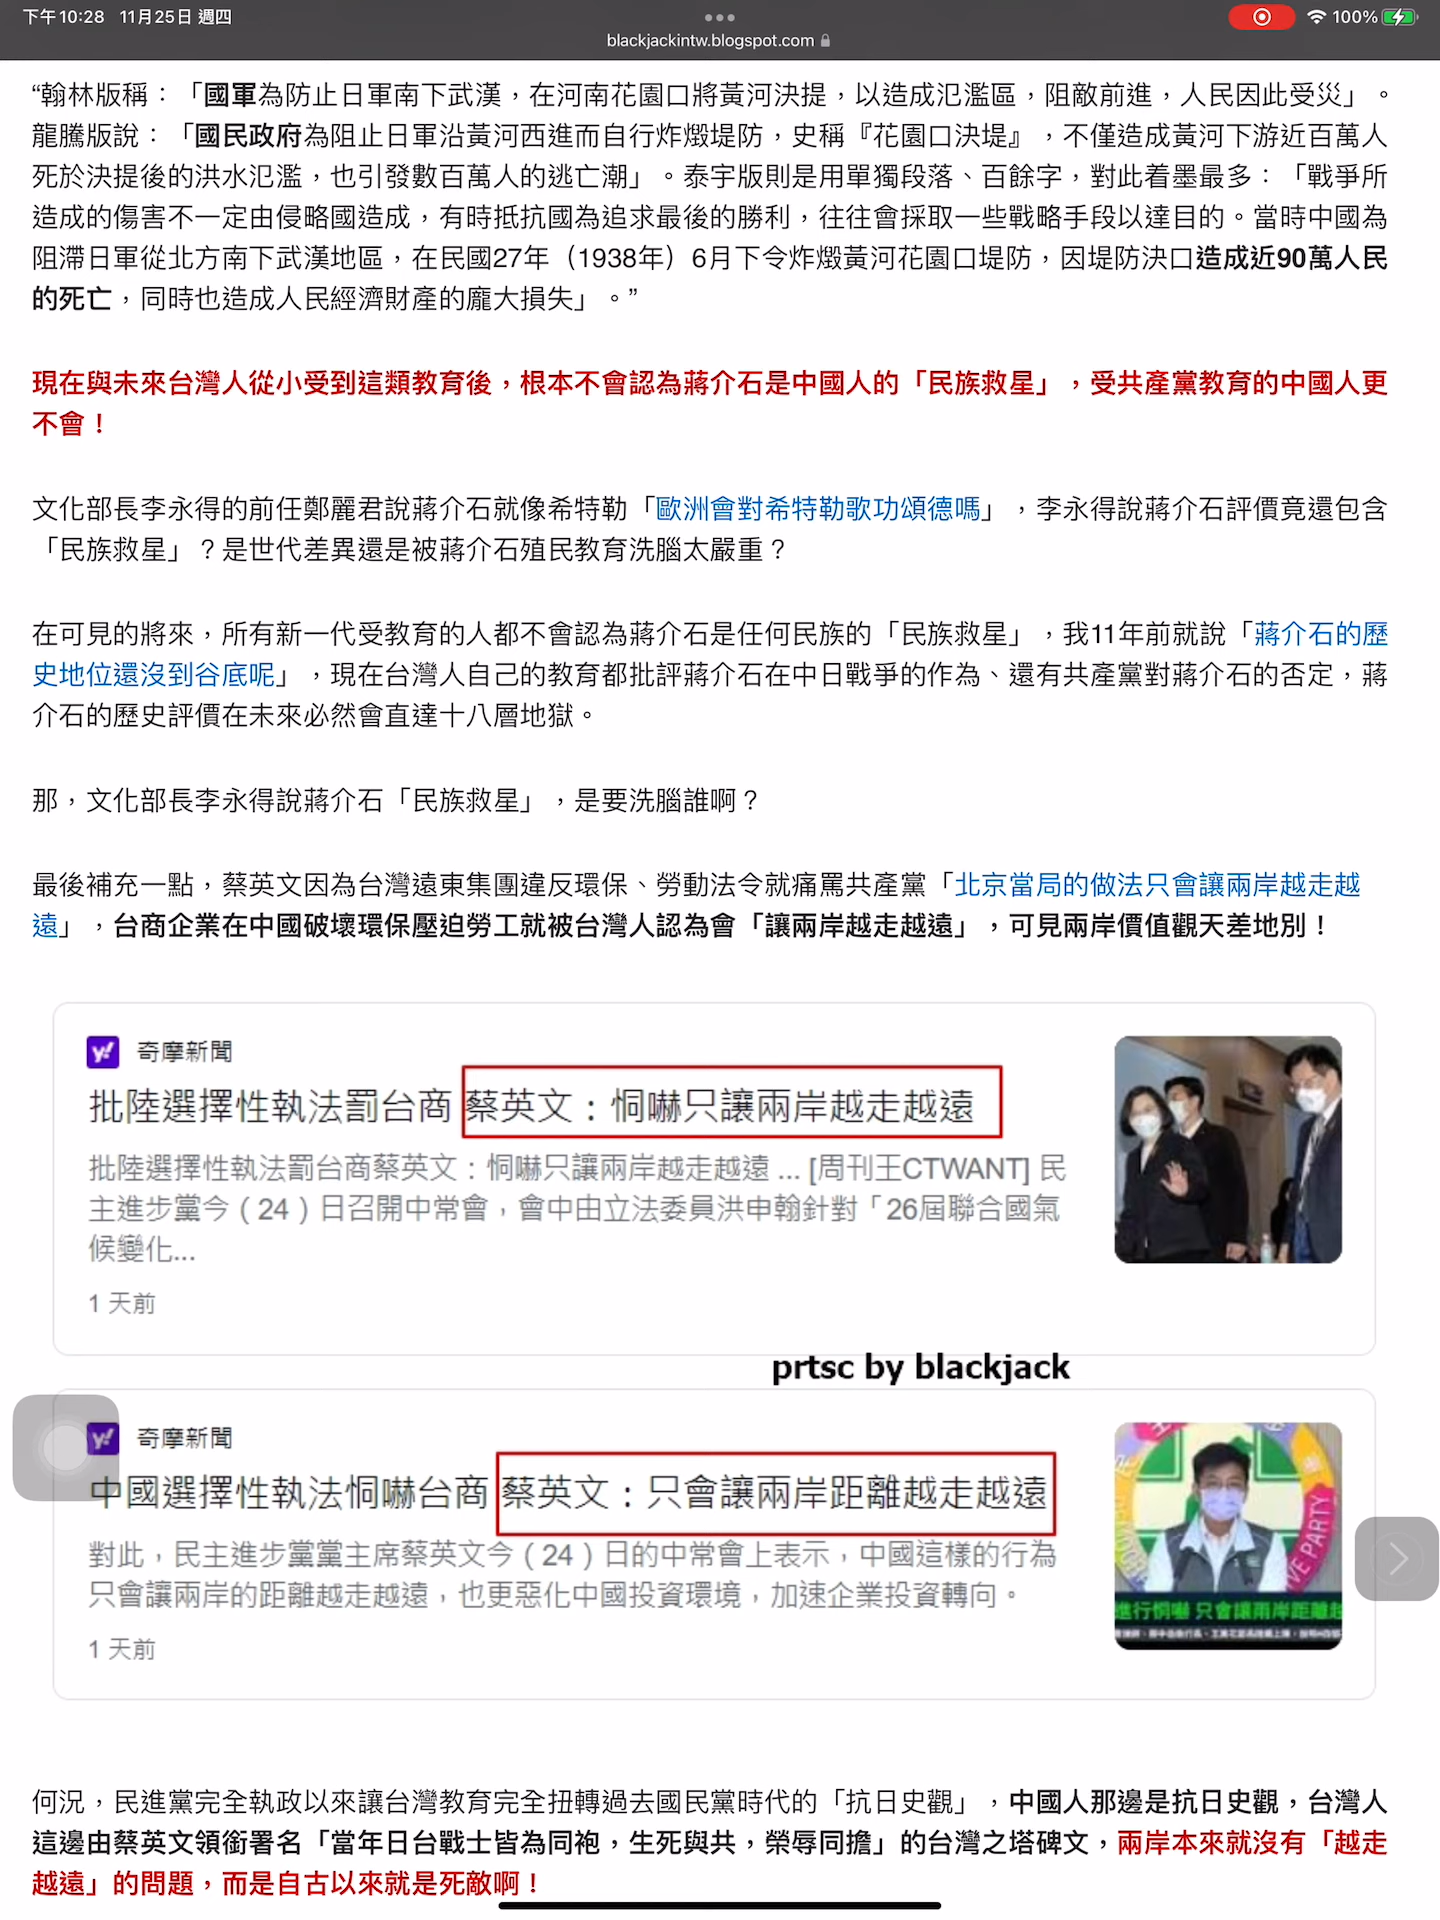 下午10:28 11月25日 週四
100%
blackjackintw.blogspot.com
“翰林版稱：「國軍為防止日軍南下武漢，在河南花園口將黃河決提，以造成氾濫區，阻敵前進，人民因此受災」。
龍騰版說：「國民政府為阻止日軍沿黃河西進而自行炸燬堤防，史稱『花園口決堤』，不僅造成黃河下游近百萬人
死於決提後的洪水氾濫，也引發數百萬人的逃亡潮」。泰宇版則是用單獨段落、百餘字，對此着墨最多：「戰爭所
造成的傷害不一定由侵略國造成，有時抵抗國為追求最後的勝利，往往會採取一些戰略手段以達目的。當時中國為
阻滯日軍從北方南下武漢地區，在民國27年（1938年）6月下令炸燬黃河花園口堤防，因堤防決口造成近90萬人民
的死亡，同時也造成人民經濟財產的龐大損失」。”
現在與未來台灣人從小受到這類教育後，根本不會認為蔣介石是中國人的「民族救星」，受共產黨教育的中國人更
不會！
文化部長李永得的前任鄭麗君說蔣介石就像希特勒「歐洲會對希特勒歌功頌德嗎」，李永得說蔣介石評價竟還包含
「民族救星」？是世代差異還是被蔣介石殖民教育洗腦太嚴重？
在可見的將來，所有新一代受教育的人都不會認為蔣介石是任何民族的「民族救星」，我11年前就說「蔣介石的歷
史地位還沒到谷底呢」，現在台灣人自己的教育都批評蔣介石在中日戰爭的作為、還有共產黨對蔣介石的否定，蔣
介石的歷史評價在未來必然會直達十八層地獄。
那，文化部長李永得說蔣介石「民族救星」，是要洗腦誰啊？
最後補充一點，蔡英文因為台灣遠東集團違反環保、勞動法令就痛罵共產黨「北京當局的做法只會讓兩岸越走越
遠」，台商企業在中國破壞環保壓迫勞工就被台灣人認為會「讓兩岸越走越遠」，可見兩岸價值觀天差地別！
y! 奇摩新聞
批陸選擇性執法罰台商 蔡英文：恫嚇只讓兩岸越走越遠
批陸選擇性執法罰台商蔡英文：恫嚇只讓兩岸越走越遠 ... [周刊王CTWANT] 民
主進步黨今（24）日召開中常會，會中由立法委員洪申翰針對「26屆聯合國氣
候變化...
1 天前
prtsc by blackjack
y! 奇摩新聞
中國選擇性執法恫嚇台商 蔡英文：只會讓兩岸距離越走越遠
對此，民主進步黨黨主席蔡英文今（24）日的中常會上表示，中國這樣的行為
只會讓兩岸的距離越走越遠，也更惡化中國投資環境，加速企業投資轉向。
1 天前
進行恫嚇 只會讓兩岸距離越
何況，民進黨完全執政以來讓台灣教育完全扭轉過去國民黨時代的「抗日史觀」，中國人那邊是抗日史觀，台灣人
這邊由蔡英文領銜署名「當年日台戰士皆為同袍，生死與共，榮辱同擔」的台灣之塔碑文，兩岸本來就沒有「越走
越遠」的問題，而是自古以來就是死敵啊！